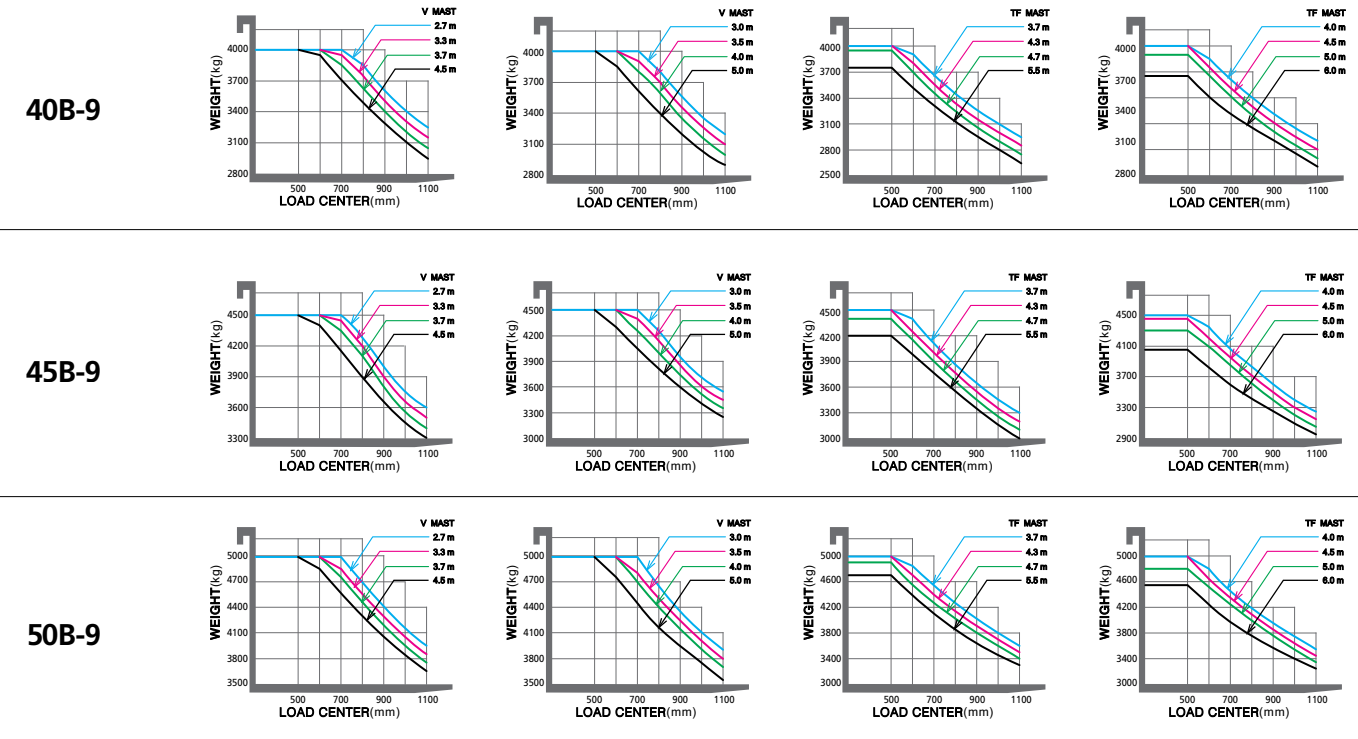 40B-9
V MAST
2.7 m
3.3 m
3.7 m
4.5 m
WEIGHT(kg)
4000
3700
3400
3100
2800
500 700 900 1100
LOAD CENTER(mm)
V MAST
3.0 m
3.5 m
4.0 m
5.0 m
WEIGHT(kg)
4000
3700
3400
3100
2800
500 700 900 1100
LOAD CENTER(mm)
TF MAST
3.7 m
4.3 m
4.7 m
5.5 m
WEIGHT(kg)
4000
3700
3400
3100
2800
2500
500 700 900 1100
LOAD CENTER(mm)
TF MAST
4.0 m
4.5 m
5.0 m
6.0 m
WEIGHT(kg)
4000
3700
3400
3100
2800
500 700 900 1100
LOAD CENTER(mm)
45B-9
V MAST
2.7 m
3.3 m
3.7 m
4.5 m
WEIGHT(kg)
4500
4200
3900
3600
3300
500 700 900 1100
LOAD CENTER(mm)
V MAST
3.0 m
3.5 m
4.0 m
5.0 m
WEIGHT(kg)
4500
4200
3900
3600
3300
3000
500 700 900 1100
LOAD CENTER(mm)
TF MAST
3.7 m
4.3 m
4.7 m
5.5 m
WEIGHT(kg)
4500
4200
3900
3600
3300
3000
500 700 900 1100
LOAD CENTER(mm)
TF MAST
4.0 m
4.5 m
5.0 m
6.0 m
WEIGHT(kg)
4500
4100
3700
3300
2900
500 700 900 1100
LOAD CENTER(mm)
50B-9
V MAST
2.7 m
3.3 m
3.7 m
4.5 m
WEIGHT(kg)
5000
4700
4400
4100
3800
3500
500 700 900 1100
LOAD CENTER(mm)
V MAST
3.0 m
3.5 m
4.0 m
5.0 m
WEIGHT(kg)
5000
4700
4400
4100
3800
3500
500 700 900 1100
LOAD CENTER(mm)
TF MAST
3.7 m
4.3 m
4.7 m
5.5 m
WEIGHT(kg)
5000
4600
4200
3800
3400
3000
500 700 900 1100
LOAD CENTER(mm)
TF MAST
4.0 m
4.5 m
5.0 m
6.0 m
WEIGHT(kg)
5000
4600
4200
3800
3400
3000
500 700 900 1100
LOAD CENTER(mm)